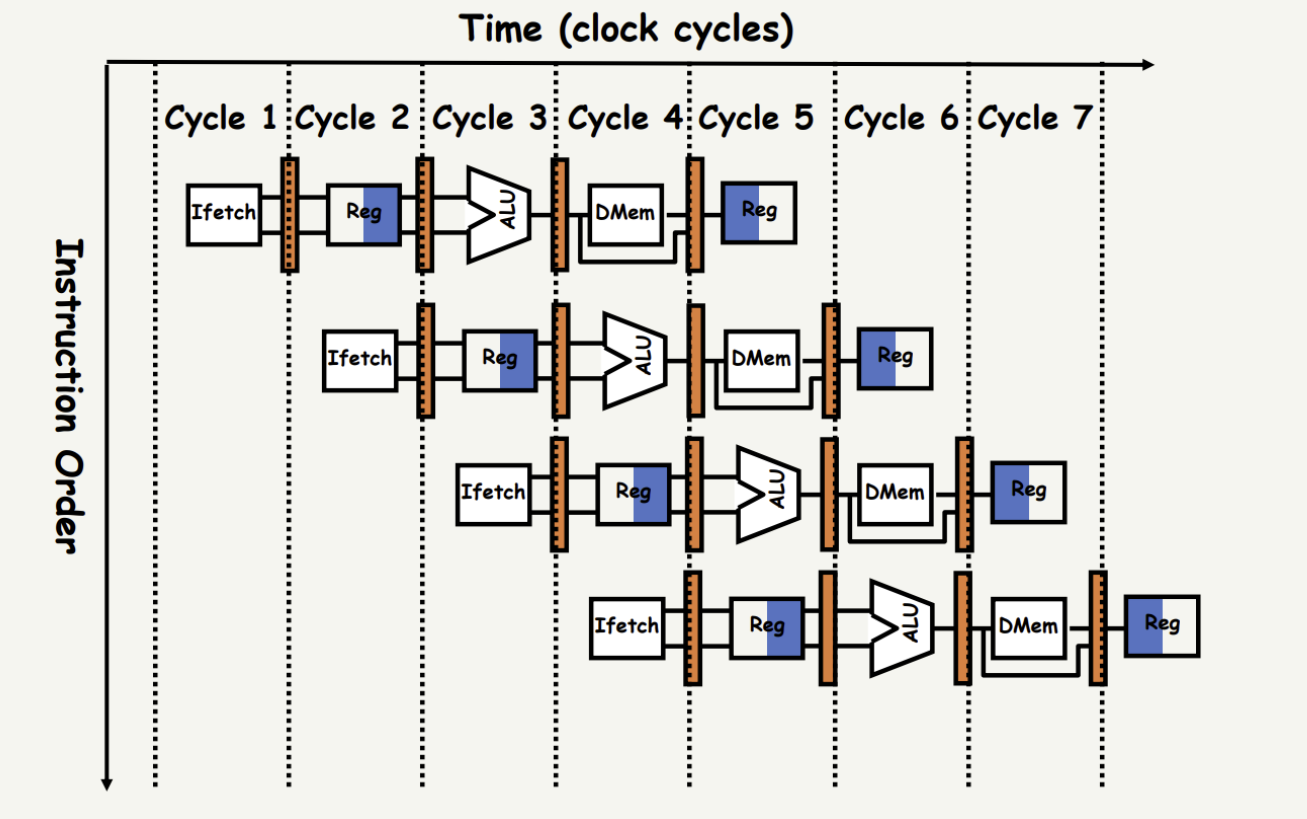 Time (clock cycles)
Cycle 1 Cycle 2 Cycle 3 Cycle 4 Cycle 5 Cycle 6 Cycle 7
Instruction Order
Ifetch Reg ALU DMem Reg
Ifetch Reg ALU DMem Reg
Ifetch Reg ALU DMem Reg
Ifetch Reg ALU DMem Reg